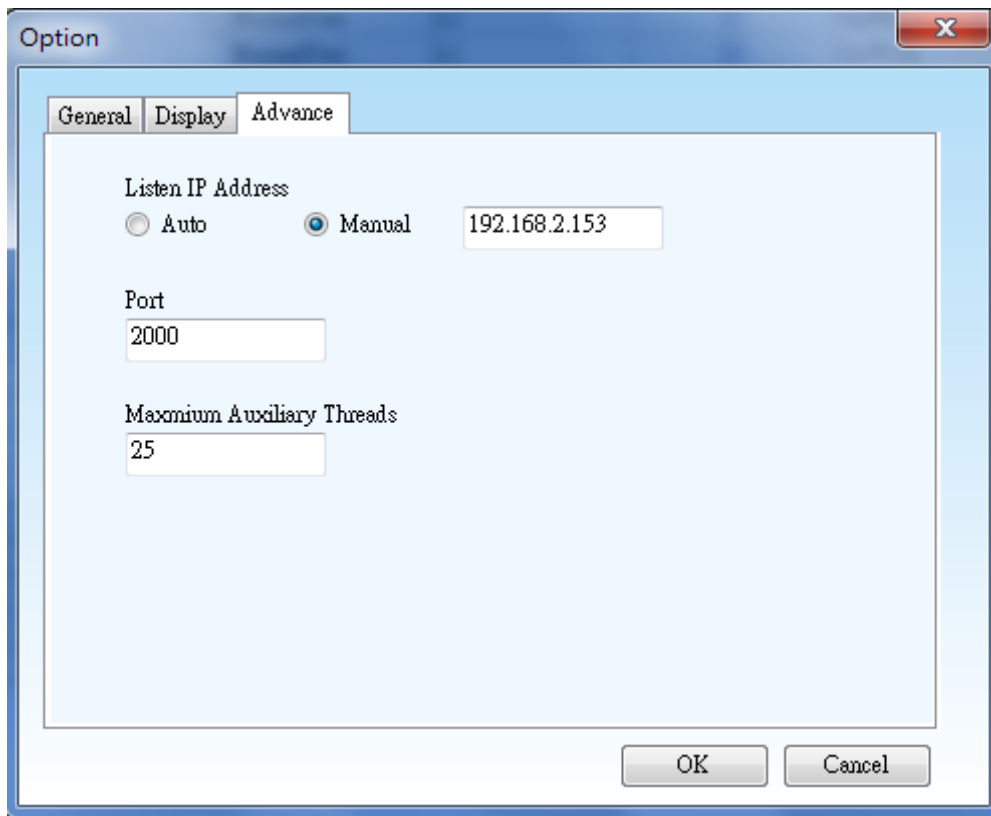 Option
General Display Advance
Listen IP Address
Auto Manual 192.168.2.153
Port
2000
Maxmium Auxiliary Threads
25
OK Cancel